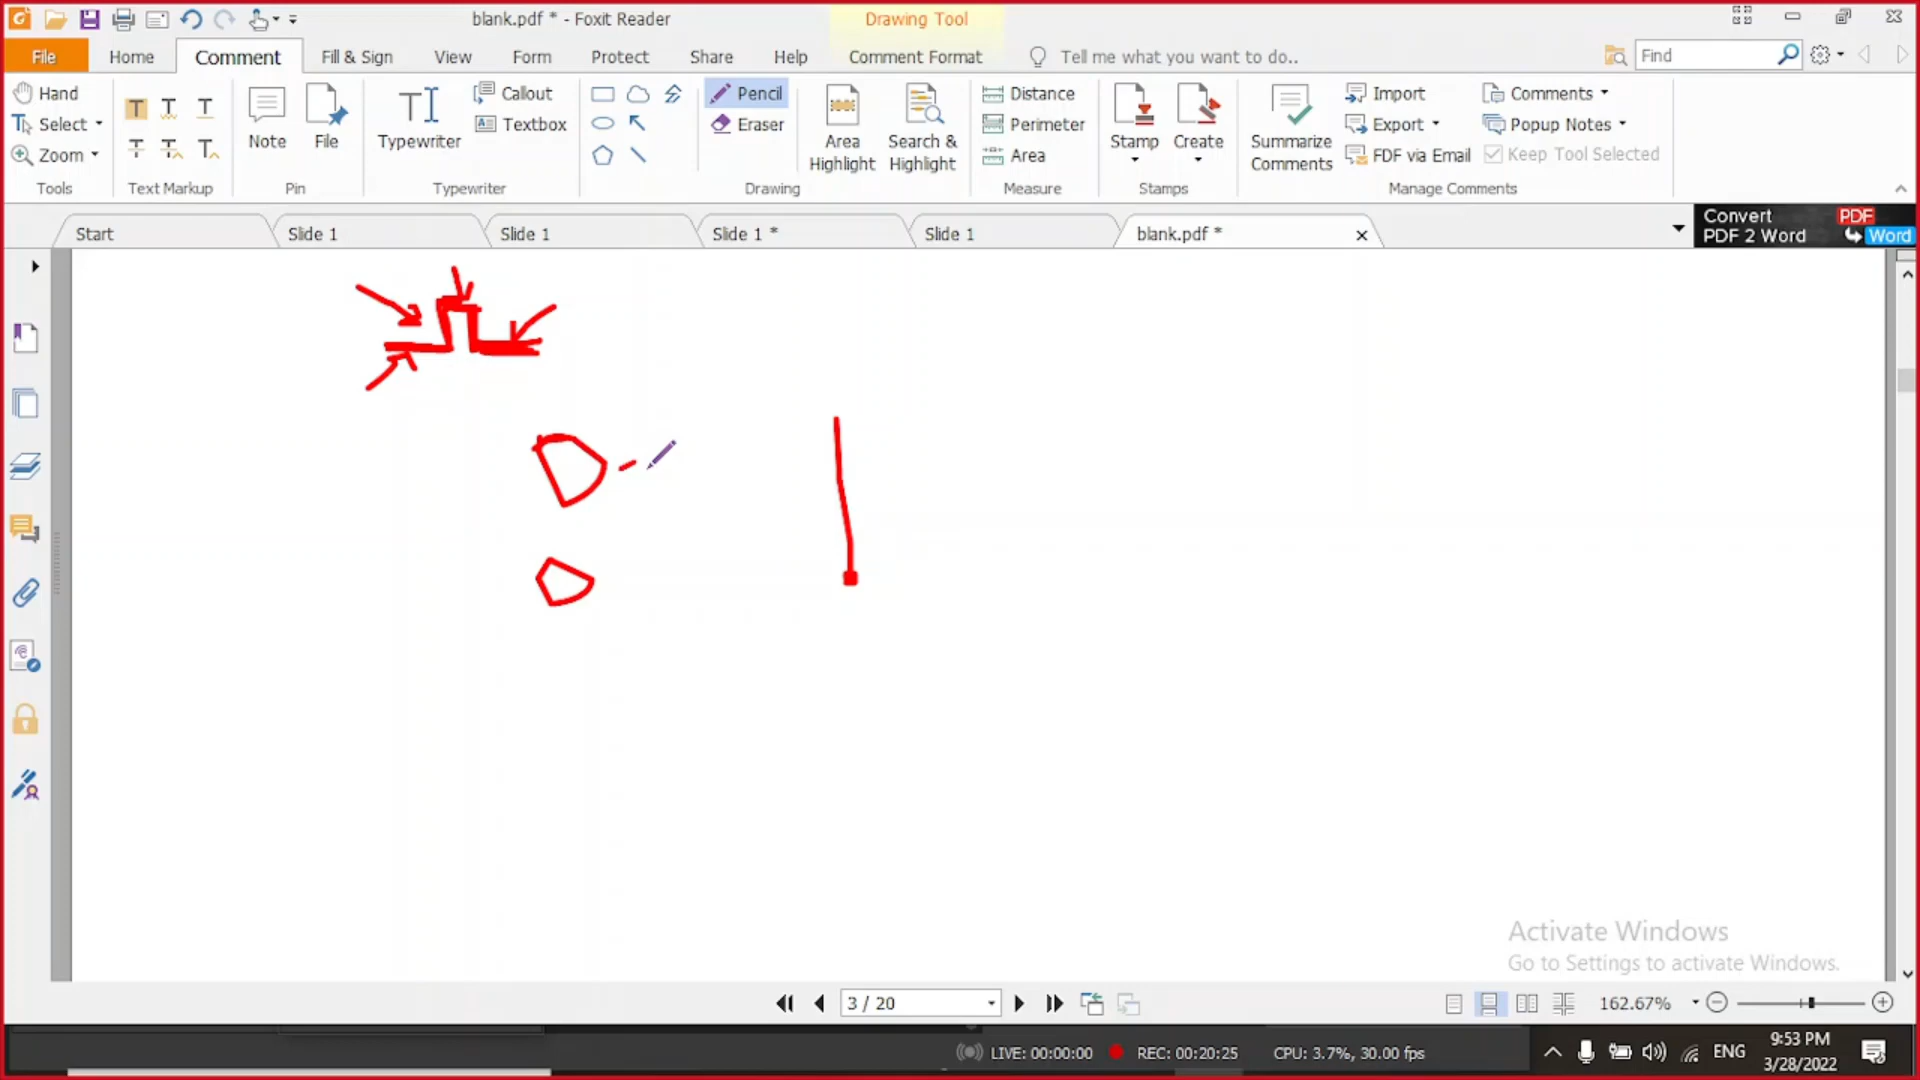 blank.pdf * - Foxit Reader
Drawing Tool
File
Home
Comment
Fill & Sign
View
Form
Protect
Share
Help
Comment Format
Tell me what you want to do..
Find
Hand
Select
Zoom
Tools
Text Markup
Note
File
Pin
Typewriter
Callout
Textbox
Typewriter
Pencil
Eraser
Area Highlight
Search & Highlight
Drawing
Distance
Perimeter
Area
Measure
Stamp
Create
Stamps
Summarize Comments
Import
Export
FDF via Email
Comments
Popup Notes
Keep Tool Selected
Manage Comments
Start
Slide 1
Slide 1
Slide 1 *
Slide 1
blank.pdf *
Convert PDF
PDF 2 Word Word
Activate Windows
Go to Settings to activate Windows.
3 / 20
162.67%
LIVE: 00:00:00
REC: 00:20:25
CPU: 3.7%, 30.00 fps
ENG
9:53 PM
3/28/2022